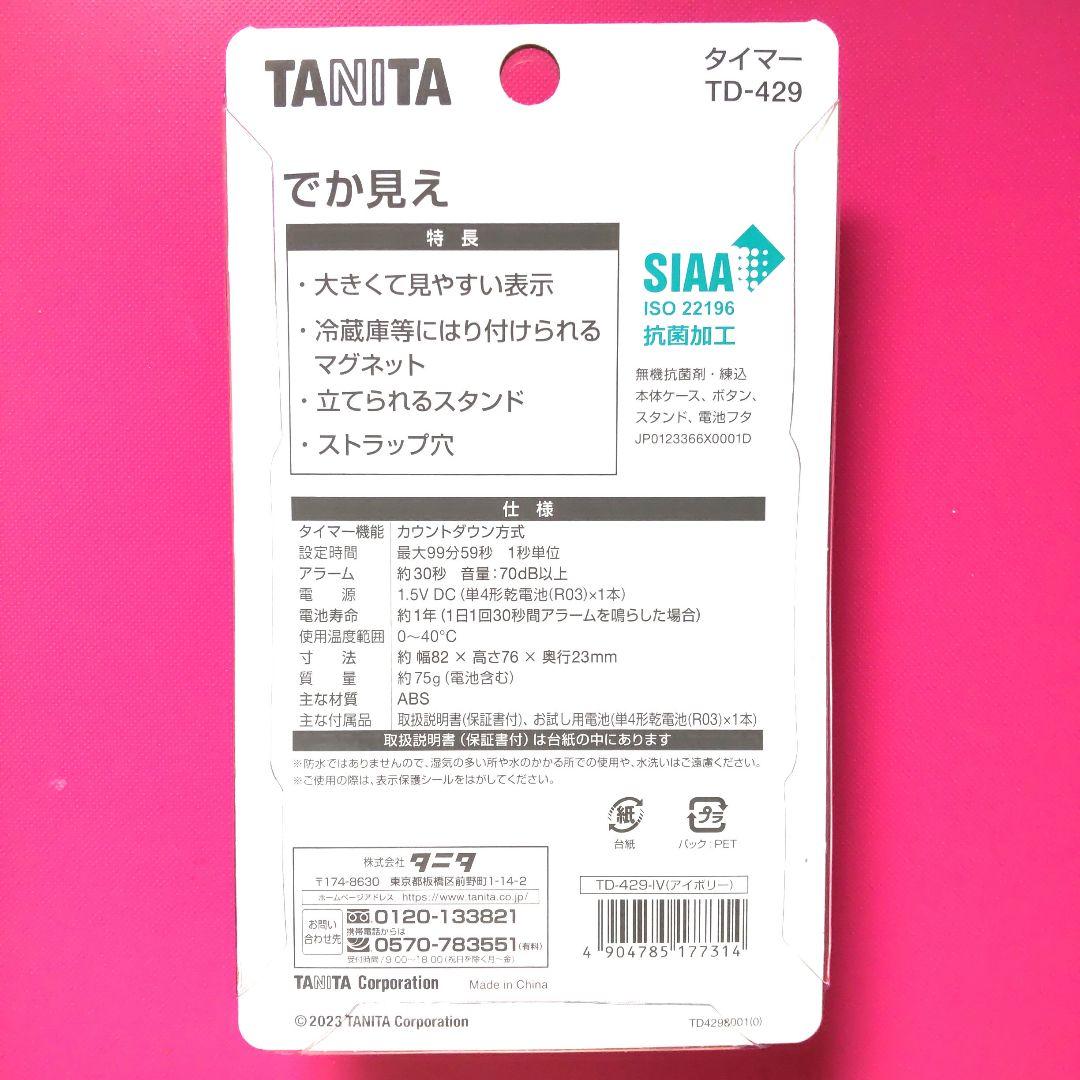 TANITA
タイマー
TD-429
でか見え
特 長
・大きくて見やすい表示
・冷蔵庫等にはり付けられる
マグネット
・立てられるスタンド
・ストラップ穴
SIAA
ISO 22196
抗菌加工
無機抗菌剤・練込
本体ケース、ボタン、
スタンド、電池フタ
JP0123366X0001D
仕 様
タイマー機能 カウントダウン方式
設定時間 最大99分59秒 1秒単位
アラーム 約30秒 音量:70dB以上
電 源 1.5V DC(単4形乾電池(R03)×1本)
電池寿命 約1年(1日1回30秒間アラームを鳴らした場合)
使用温度範囲 0〜40℃
寸 法 約 幅82 × 高さ76 × 奥行23mm
質 量 約75g(電池含む)
主な材質 ABS
主な付属品 取扱説明書(保証書付)、お試し用電池(単4形乾電池(R03)×1本)
取扱説明書(保証書付)は台紙の中にあります
※防水ではありませんので、湿気の多い所や水のかかる所での使用や、水洗いはご遠慮ください。
※ご使用の際は、表示保護シールをはがしてください。
紙
台紙
プラ
パック:PET
株式会社 タニタ
〒174-8630 東京都板橋区前野町1-14-2
ホームページアドレス https://www.tanita.co.jp/
お問い
合わせ先
0120-133821
携帯電話からは
0570-783551(有料)
受付時間/9:00〜18:00(祝日を除く月〜金)
TANITA Corporation Made in China
TD-429-IV(アイボリー)
4 904785 177314
©2023 TANITA Corporation
TD4298001(0)